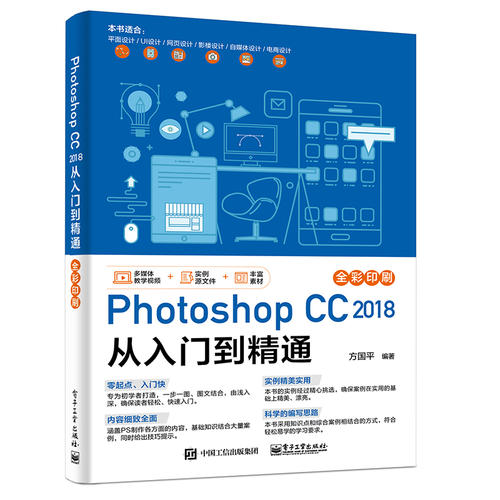 本书适合：
平面设计/UI设计/网页设计/影楼设计/自媒体设计/电商设计
多媒体
教学视频
+
实例
源文件
+
丰富
素材
全彩印刷
Photoshop CC 2018
从入门到精通
方国平 编著
零起点、入门快
专为初学者打造，一步一图、图文结合，由浅入
深，确保读者轻松、快速入门。
实例精美实用
本书的实例经过精心挑选，确保案例在实用的基
础上精美、漂亮。
内容细致全面
涵盖PS制作各方面的内容，基础知识结合大量案
例，同时给出技巧提示。
科学的编写思路
本书采用知识点和综合案例相结合的方式，符合
轻松易学的学习要求。
中国工信出版集团
电子工业出版社
Photoshop CC 2018 从入门到精通
全彩印刷
电子工业出版社